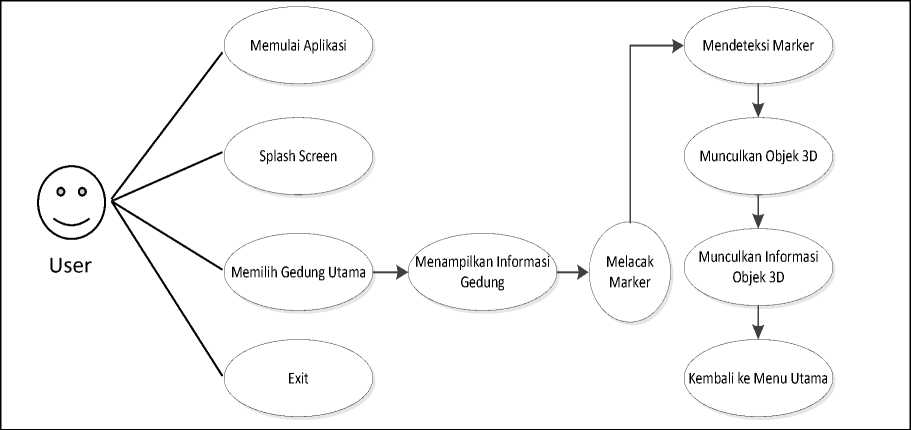 Memulai Aplikasi
Splash Screen
User
Memilih Gedung Utama
Exit
Menampilkan Informasi
Gedung
Melacak
Marker
Mendeteksi Marker
Munculkan Objek 3D
Munculkan Informasi
Objek 3D
Kembali ke Menu Utama